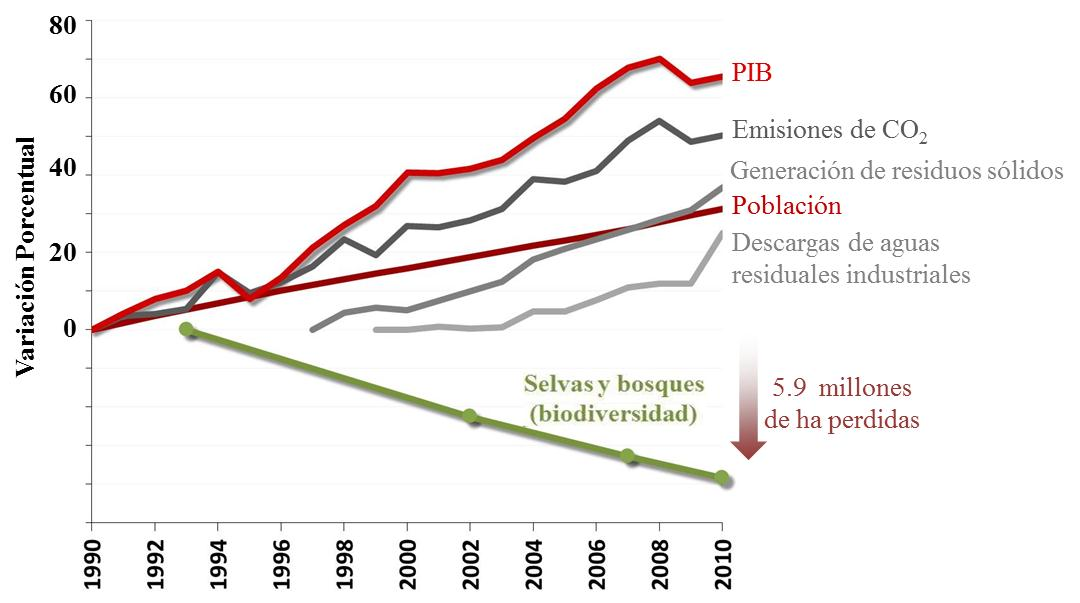 80
60
40
20
0
Variación Porcentual
PIB
Emisiones de CO2
Generación de residuos sólidos
Población
Descargas de aguas
residuales industriales
Selvas y bosques
(biodiversidad)
5.9 millones
de ha perdidas
1990
1992
1994
1996
1998
2000
2002
2004
2006
2008
2010